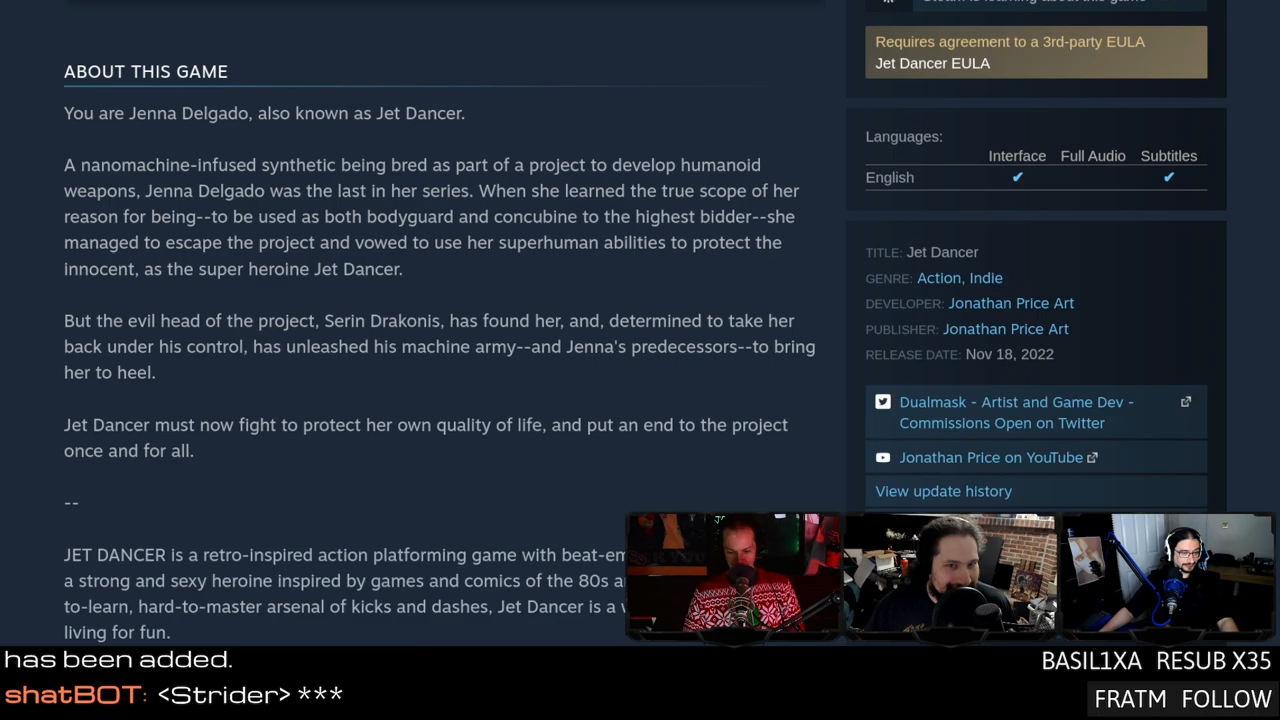 Requires agreement to a 3rd-party EULA
Jet Dancer EULA
ABOUT THIS GAME
You are Jenna Delgado, also known as Jet Dancer.
A nanomachine-infused synthetic being bred as part of a project to develop humanoid
weapons, Jenna Delgado was the last in her series. When she learned the true scope of her
reason for being--to be used as both bodyguard and concubine to the highest bidder--she
managed to escape the project and vowed to use her superhuman abilities to protect the
innocent, as the super heroine Jet Dancer.
But the evil head of the project, Serin Drakonis, has found her, and, determined to take her
back under his control, has unleashed his machine army--and Jenna's predecessors--to bring
her to heel.
Jet Dancer must now fight to protect her own quality of life, and put an end to the project
once and for all.
--
JET DANCER is a retro-inspired action platforming game with beat-em
a strong and sexy heroine inspired by games and comics of the 80s
to-learn, hard-to-master arsenal of kicks and dashes, Jet Dancer is a
living for fun.
Languages:
Interface Full Audio Subtitles
English ✔ ✔
TITLE: Jet Dancer
GENRE: Action, Indie
DEVELOPER: Jonathan Price Art
PUBLISHER: Jonathan Price Art
RELEASE DATE: Nov 18, 2022
Dualmask - Artist and Game Dev -
Commissions Open on Twitter
Jonathan Price on YouTube
View update history
has been added.
shatBOT: <Strider> ***
BASIL1XA RESUB X35
FRATM FOLLOW